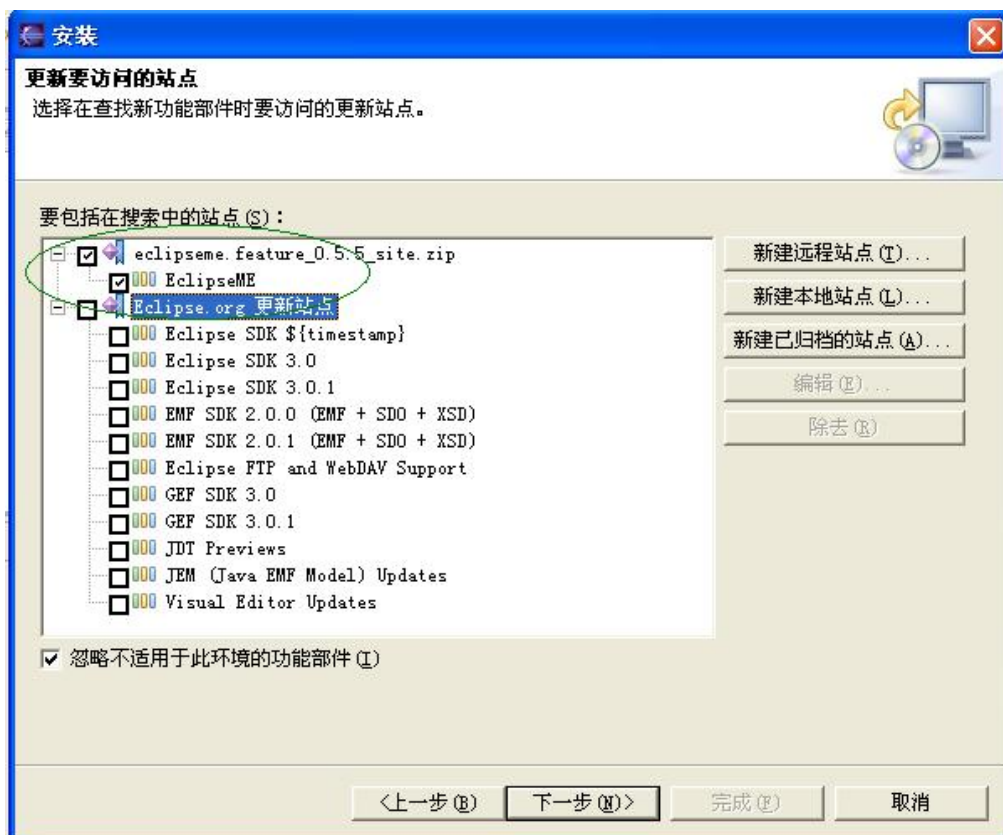 安装
更新要访问的站点
选择在查找新功能部件时要访问的更新站点。
要包括在搜索中的站点(S)：
eclipseme.feature_0.5.5_site.zip
EclipseME
Eclipse.org 更新站点
Eclipse SDK ${timestamp}
Eclipse SDK 3.0
Eclipse SDK 3.0.1
EMF SDK 2.0.0 (EMF + SDO + XSD)
EMF SDK 2.0.1 (EMF + SDO + XSD)
Eclipse FTP and WebDAV Support
GEF SDK 3.0
GEF SDK 3.0.1
JDT Previews
JEM (Java EMF Model) Updates
Visual Editor Updates
新建远程站点(T)...
新建本地站点(L)...
新建已归档的站点(A)...
编辑(E)...
除去(R)
忽略不适用于此环境的功能部件(I)
<上一步(B)
下一步(N)>
完成(F)
取消